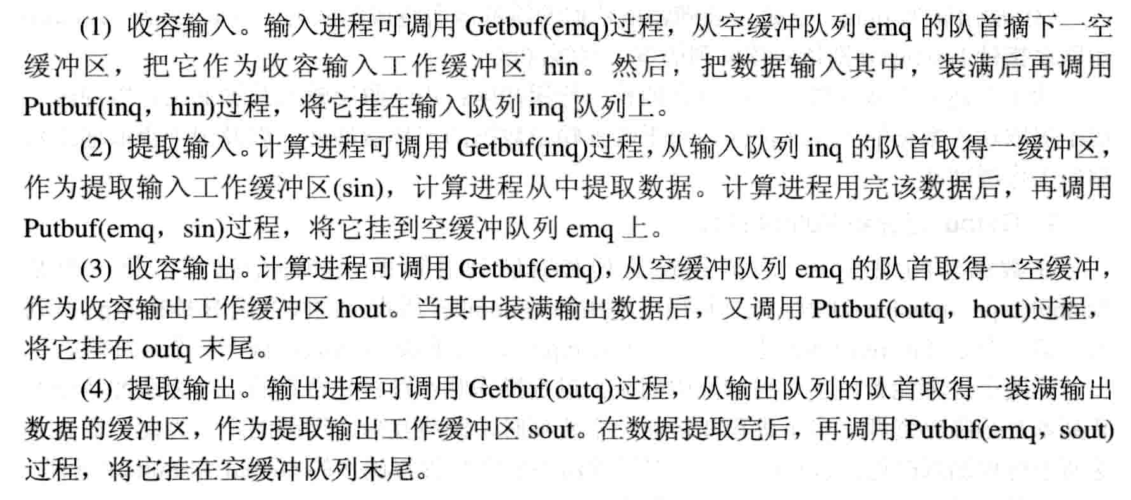 (1) 收容输入。输入进程可调用 Getbuf(emq)过程，从空缓冲队列 emq 的队首摘下一空
缓冲区，把它作为收容输入工作缓冲区 hin。然后，把数据输入其中，装满后再调用
Putbuf(inq，hin)过程，将它挂在输入队列 inq 队列上。
(2) 提取输入。计算进程可调用 Getbuf(inq)过程，从输入队列 inq 的队首取得一缓冲区，
作为提取输入工作缓冲区(sin)，计算进程从中提取数据。计算进程用完该数据后，再调用
Putbuf(emq，sin)过程，将它挂到空缓冲队列 emq 上。
(3) 收容输出。计算进程可调用 Getbuf(emq)，从空缓冲队列 emq 的队首取得一空缓冲，
作为收容输出工作缓冲区 hout。当其中装满输出数据后，又调用 Putbuf(outq，hout)过程，
将它挂在 outq 末尾。
(4) 提取输出。输出进程可调用 Getbuf(outq)过程，从输出队列的队首取得一装满输出
数据的缓冲区，作为提取输出工作缓冲区 sout。在数据提取完后，再调用 Putbuf(emq，sout)
过程，将它挂在空缓冲队列末尾。